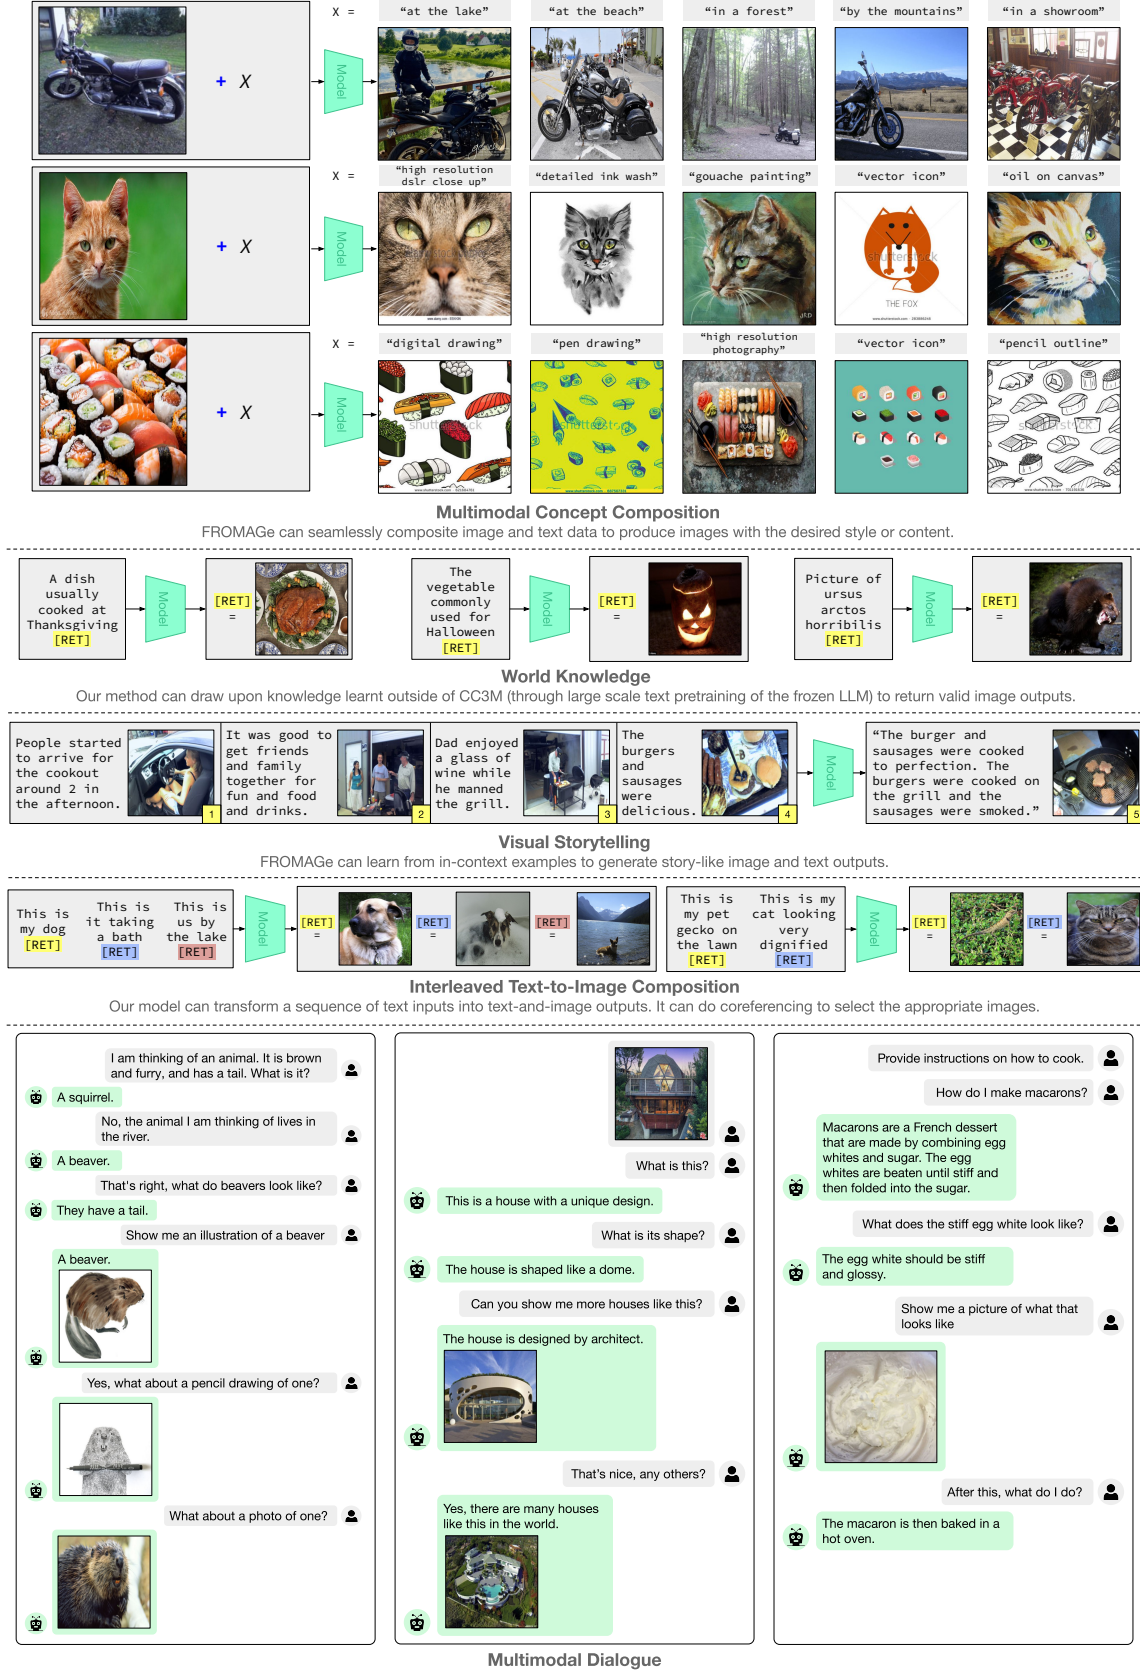 X =
“at the lake”
“at the beach”
“in a forest”
“by the mountains”
“in a showroom”
+ X
Model
X =
“high resolution
dslr close up”
“detailed ink wash”
“gouache painting”
“vector icon”
“oil on canvas”
+ X
Model
shutterstock
THE FOX
X =
“digital drawing”
“pen drawing”
“high resolution
photography”
“vector icon”
“pencil outline”
+ X
Model
shutterstock
shutterstock
shutterstock
Multimodal Concept Composition
FROMAGe can seamlessly composite image and text data to produce images with the desired style or content.
A dish
usually
cooked at
Thanksgiving
[RET]
Model
[RET]
=
The
vegetable
commonly
used for
Halloween
[RET]
Model
[RET]
=
Picture of
ursus
arctos
horribilis
[RET]
Model
[RET]
=
World Knowledge
Our method can draw upon knowledge learnt outside of CC3M (through large scale text pretraining of the frozen LLM) to return valid image outputs.
People started
to arrive for
the cookout
around 2 in
the afternoon.
1
It was good to
get friends
and family
together for
fun and food
and drinks.
2
Dad enjoyed
a glass of
wine while
he manned
the grill.
3
The
burgers
and
sausages
were
delicious.
4
Model
“The burger and
sausages were cooked
to perfection. The
burgers were cooked on
the grill and the
sausages were smoked.”
5
Visual Storytelling
FROMAGe can learn from in-context examples to generate story-like image and text outputs.
This is
my dog
[RET]
This is
it taking
a bath
[RET]
This is
us by
the lake
[RET]
Model
[RET]
=
[RET]
=
[RET]
=
This is
my pet
gecko on
the lawn
[RET]
This is my
cat looking
very
dignified
[RET]
Model
[RET]
=
[RET]
=
Interleaved Text-to-Image Composition
Our model can transform a sequence of text inputs into text-and-image outputs. It can do coreferencing to select the appropriate images.
I am thinking of an animal. It is brown
and furry, and has a tail. What is it?
A squirrel.
No, the animal I am thinking of lives in
the river.
A beaver.
That's right, what do beavers look like?
They have a tail.
Show me an illustration of a beaver
A beaver.
Yes, what about a pencil drawing of one?
What about a photo of one?
What is this?
This is a house with a unique design.
What is its shape?
The house is shaped like a dome.
Can you show me more houses like this?
The house is designed by architect.
That's nice, any others?
Yes, there are many houses
like this in the world.
Provide instructions on how to cook.
How do I make macarons?
Macarons are a French dessert
that are made by combining egg
whites and sugar. The egg
whites are beaten until stiff and
then folded into the sugar.
What does the stiff egg white look like?
The egg white should be stiff
and glossy.
Show me a picture of what that
looks like
After this, what do I do?
The macaron is then baked in a
hot oven.
Multimodal Dialogue